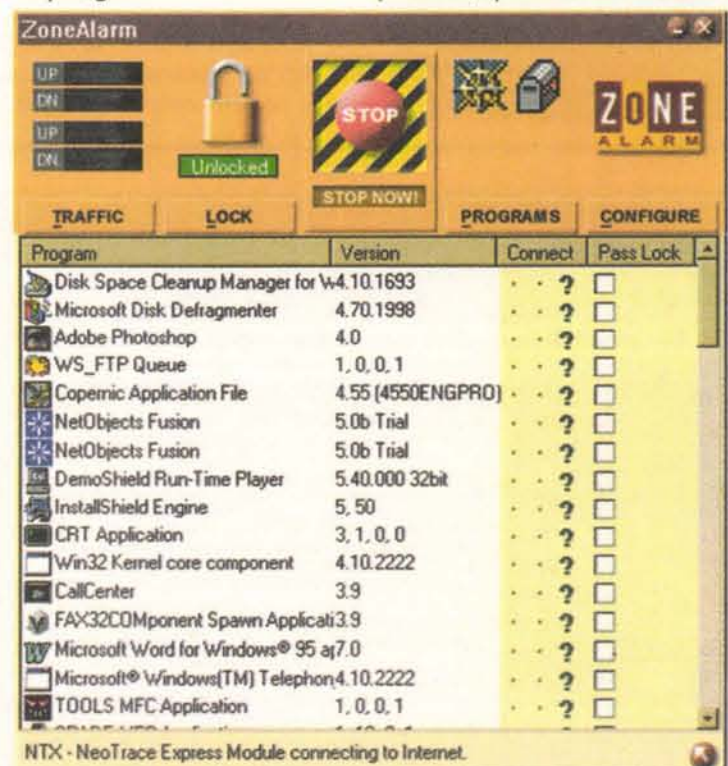 ZoneAlarm
UP
DN
UP
DN
Unlocked
STOP
STOP NOW!
ZONE
ALARM
TRAFFIC
LOCK
PROGRAMS
CONFIGURE
Program Version Connect Pass Lock
Disk Space Cleanup Manager for W 4.10.1693 ?
Microsoft Disk Defragmenter 4.70.1998 ?
Adobe Photoshop 4.0 ?
WS_FTP Queue 1, 0, 0, 1 ?
Copernic Application File 4.55 (4550ENGPRO) ?
NetObjects Fusion 5.0b Trial ?
NetObjects Fusion 5.0b Trial ?
DemoShield Run-Time Player 5.40.000 32bit ?
InstallShield Engine 5, 50 ?
CRT Application 3, 1, 0, 0 ?
Win32 Kernel core component 4.10.2222 ?
CallCenter 3.9 ?
FAX32COMponent Spawn Applicati 3.9 ?
Microsoft Word for Windows® 95 a 7.0 ?
Microsoft® Windows(TM) Telephon 4.10.2222 ?
TOOLS MFC Application 1, 0, 0, 1 ?
NTX - NeoTrace Express Module connecting to Internet.